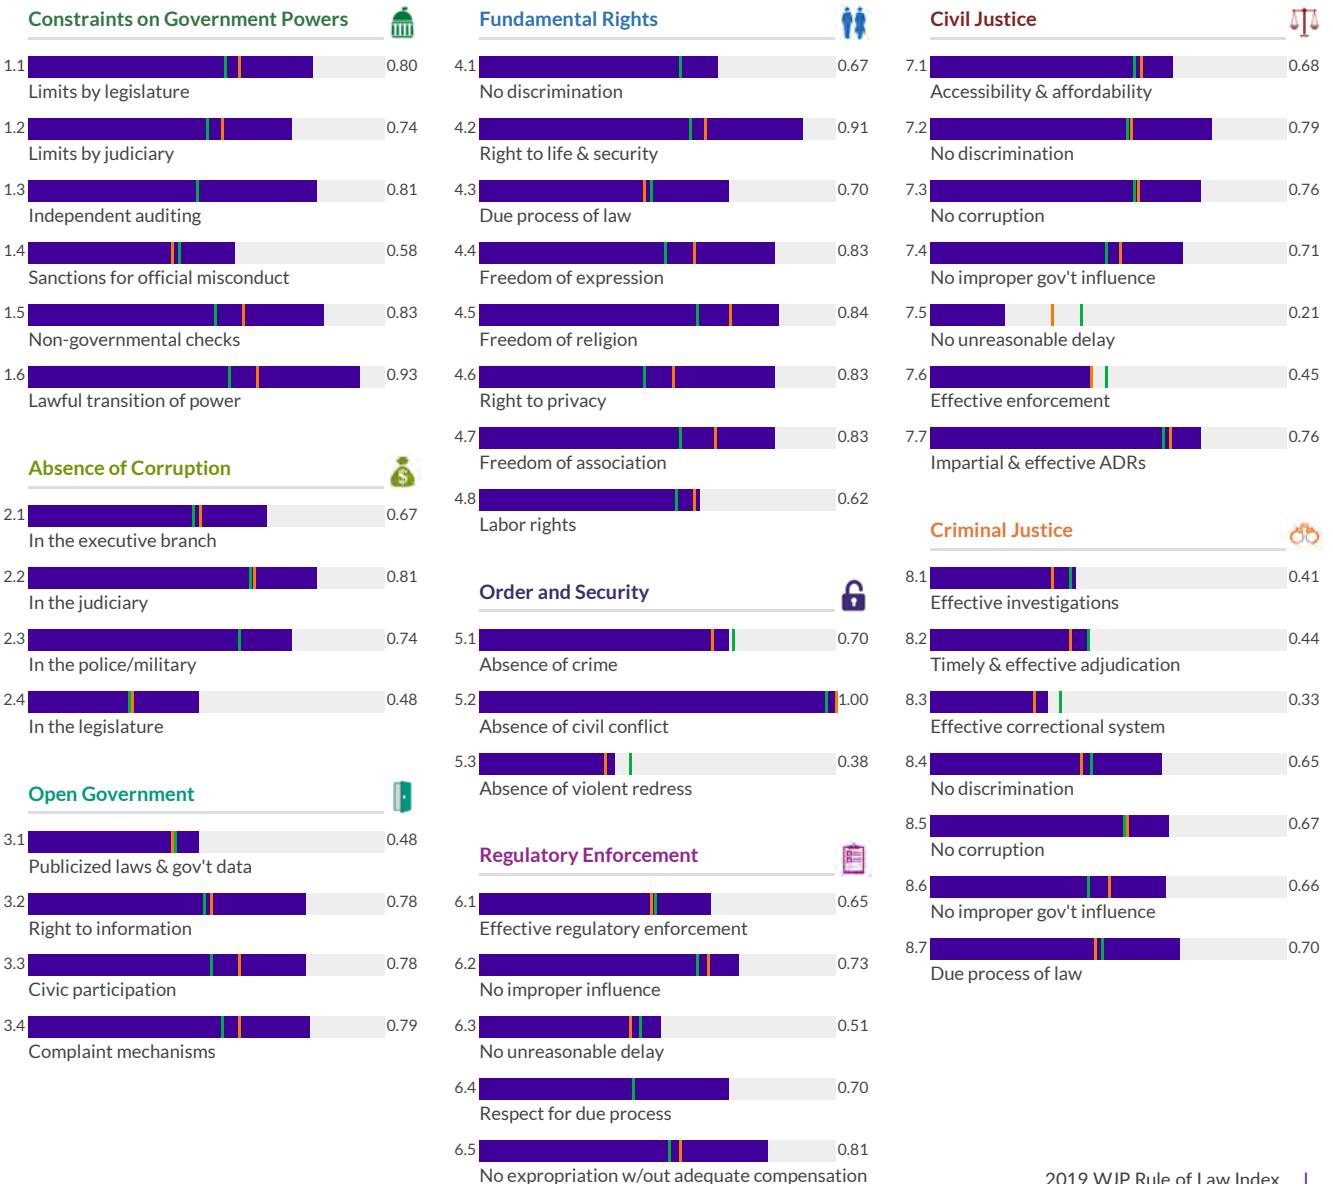 Constraints on Government Powers
1.1 0.80
Limits by legislature
1.2 0.74
Limits by judiciary
1.3 0.81
Independent auditing
1.4 0.58
Sanctions for official misconduct
1.5 0.83
Non-governmental checks
1.6 0.93
Lawful transition of power
Absence of Corruption
$
2.1 0.67
In the executive branch
2.2 0.81
In the judiciary
2.3 0.74
In the police/military
2.4 0.48
In the legislature
Open Government
3.1 0.48
Publicized laws & gov't data
3.2 0.78
Right to information
3.3 0.78
Civic participation
3.4 0.79
Complaint mechanisms
Fundamental Rights
4.1 0.67
No discrimination
4.2 0.91
Right to life & security
4.3 0.70
Due process of law
4.4 0.83
Freedom of expression
4.5 0.84
Freedom of religion
4.6 0.83
Right to privacy
4.7 0.83
Freedom of association
4.8 0.62
Labor rights
Order and Security
5.1 0.70
Absence of crime
5.2 1.00
Absence of civil conflict
5.3 0.38
Absence of violent redress
Regulatory Enforcement
6.1 0.65
Effective regulatory enforcement
6.2 0.73
No improper influence
6.3 0.51
No unreasonable delay
6.4 0.70
Respect for due process
6.5 0.81
No expropriation w/out adequate compensation
Civil Justice
7.1 0.68
Accessibility & affordability
7.2 0.79
No discrimination
7.3 0.76
No corruption
7.4 0.71
No improper gov't influence
7.5 0.21
No unreasonable delay
7.6 0.45
Effective enforcement
7.7 0.76
Impartial & effective ADRs
Criminal Justice
8.1 0.41
Effective investigations
8.2 0.44
Timely & effective adjudication
8.3 0.33
Effective correctional system
8.4 0.65
No discrimination
8.5 0.67
No corruption
8.6 0.66
No improper gov't influence
8.7 0.70
Due process of law
2019 WJP Rule of Law Index |